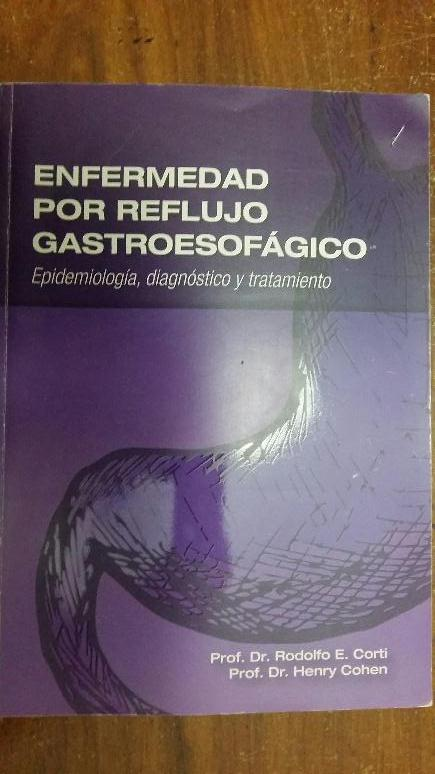 ENFERMEDAD
POR REFLUJO
GASTROESOFÁGICO
Epidemiología, diagnóstico y tratamiento
Prof. Dr. Rodolfo E. Corti
Prof. Dr. Henry Cohen